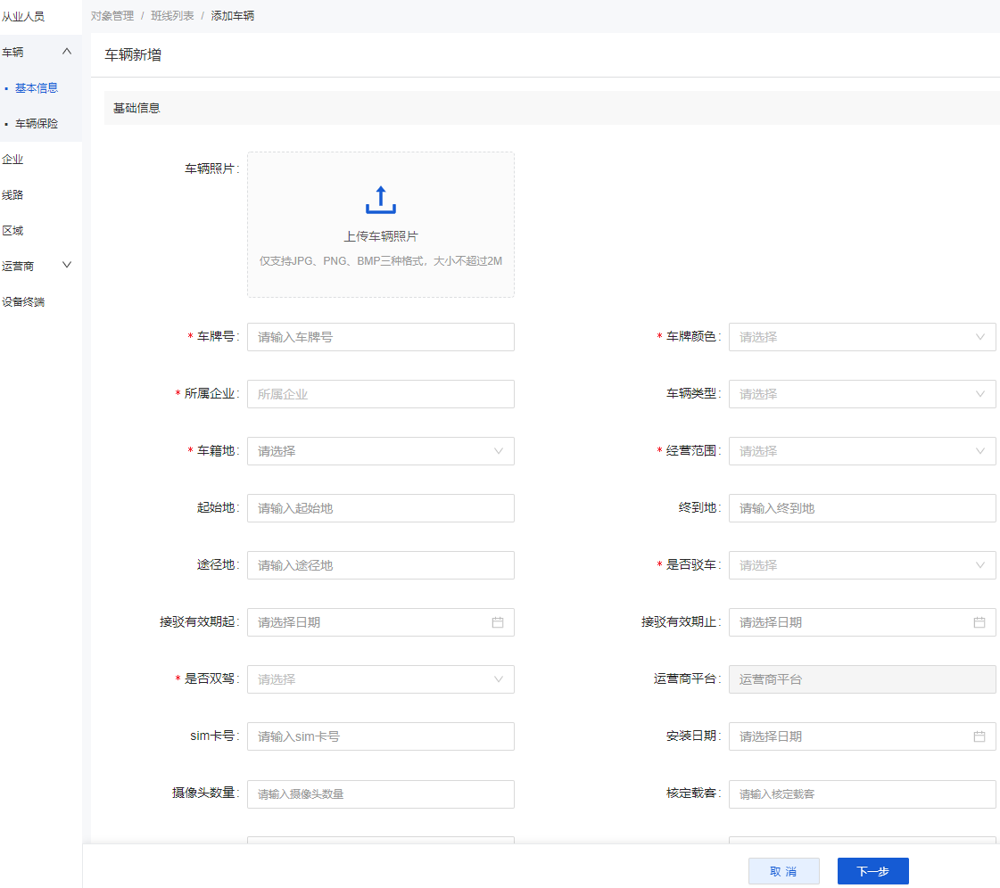 从业人员
车辆
基本信息
车辆保险
企业
线路
区域
运营商
设备终端
对象管理 / 班线列表 / 添加车辆
车辆新增
基础信息
车辆照片:
上传车辆照片
仅支持JPG、PNG、BMP三种格式，大小不超过2M
* 车牌号: 请输入车牌号 * 车牌颜色: 请选择
* 所属企业: 所属企业 车辆类型: 请选择
* 车籍地: 请选择 * 经营范围: 请选择
起始地: 请输入起始地 终到地: 请输入终到地
途径地: 请输入途径地 * 是否驳车: 请选择
接驳有效期起: 请选择日期 接驳有效期止: 请选择日期
* 是否双驾: 请选择 运营商平台: 运营商平台
sim卡号: 请输入sim卡号 安装日期: 请选择日期
摄像头数量: 请输入摄像头数量 核定载客: 请输入核定载客
取 消 下一步